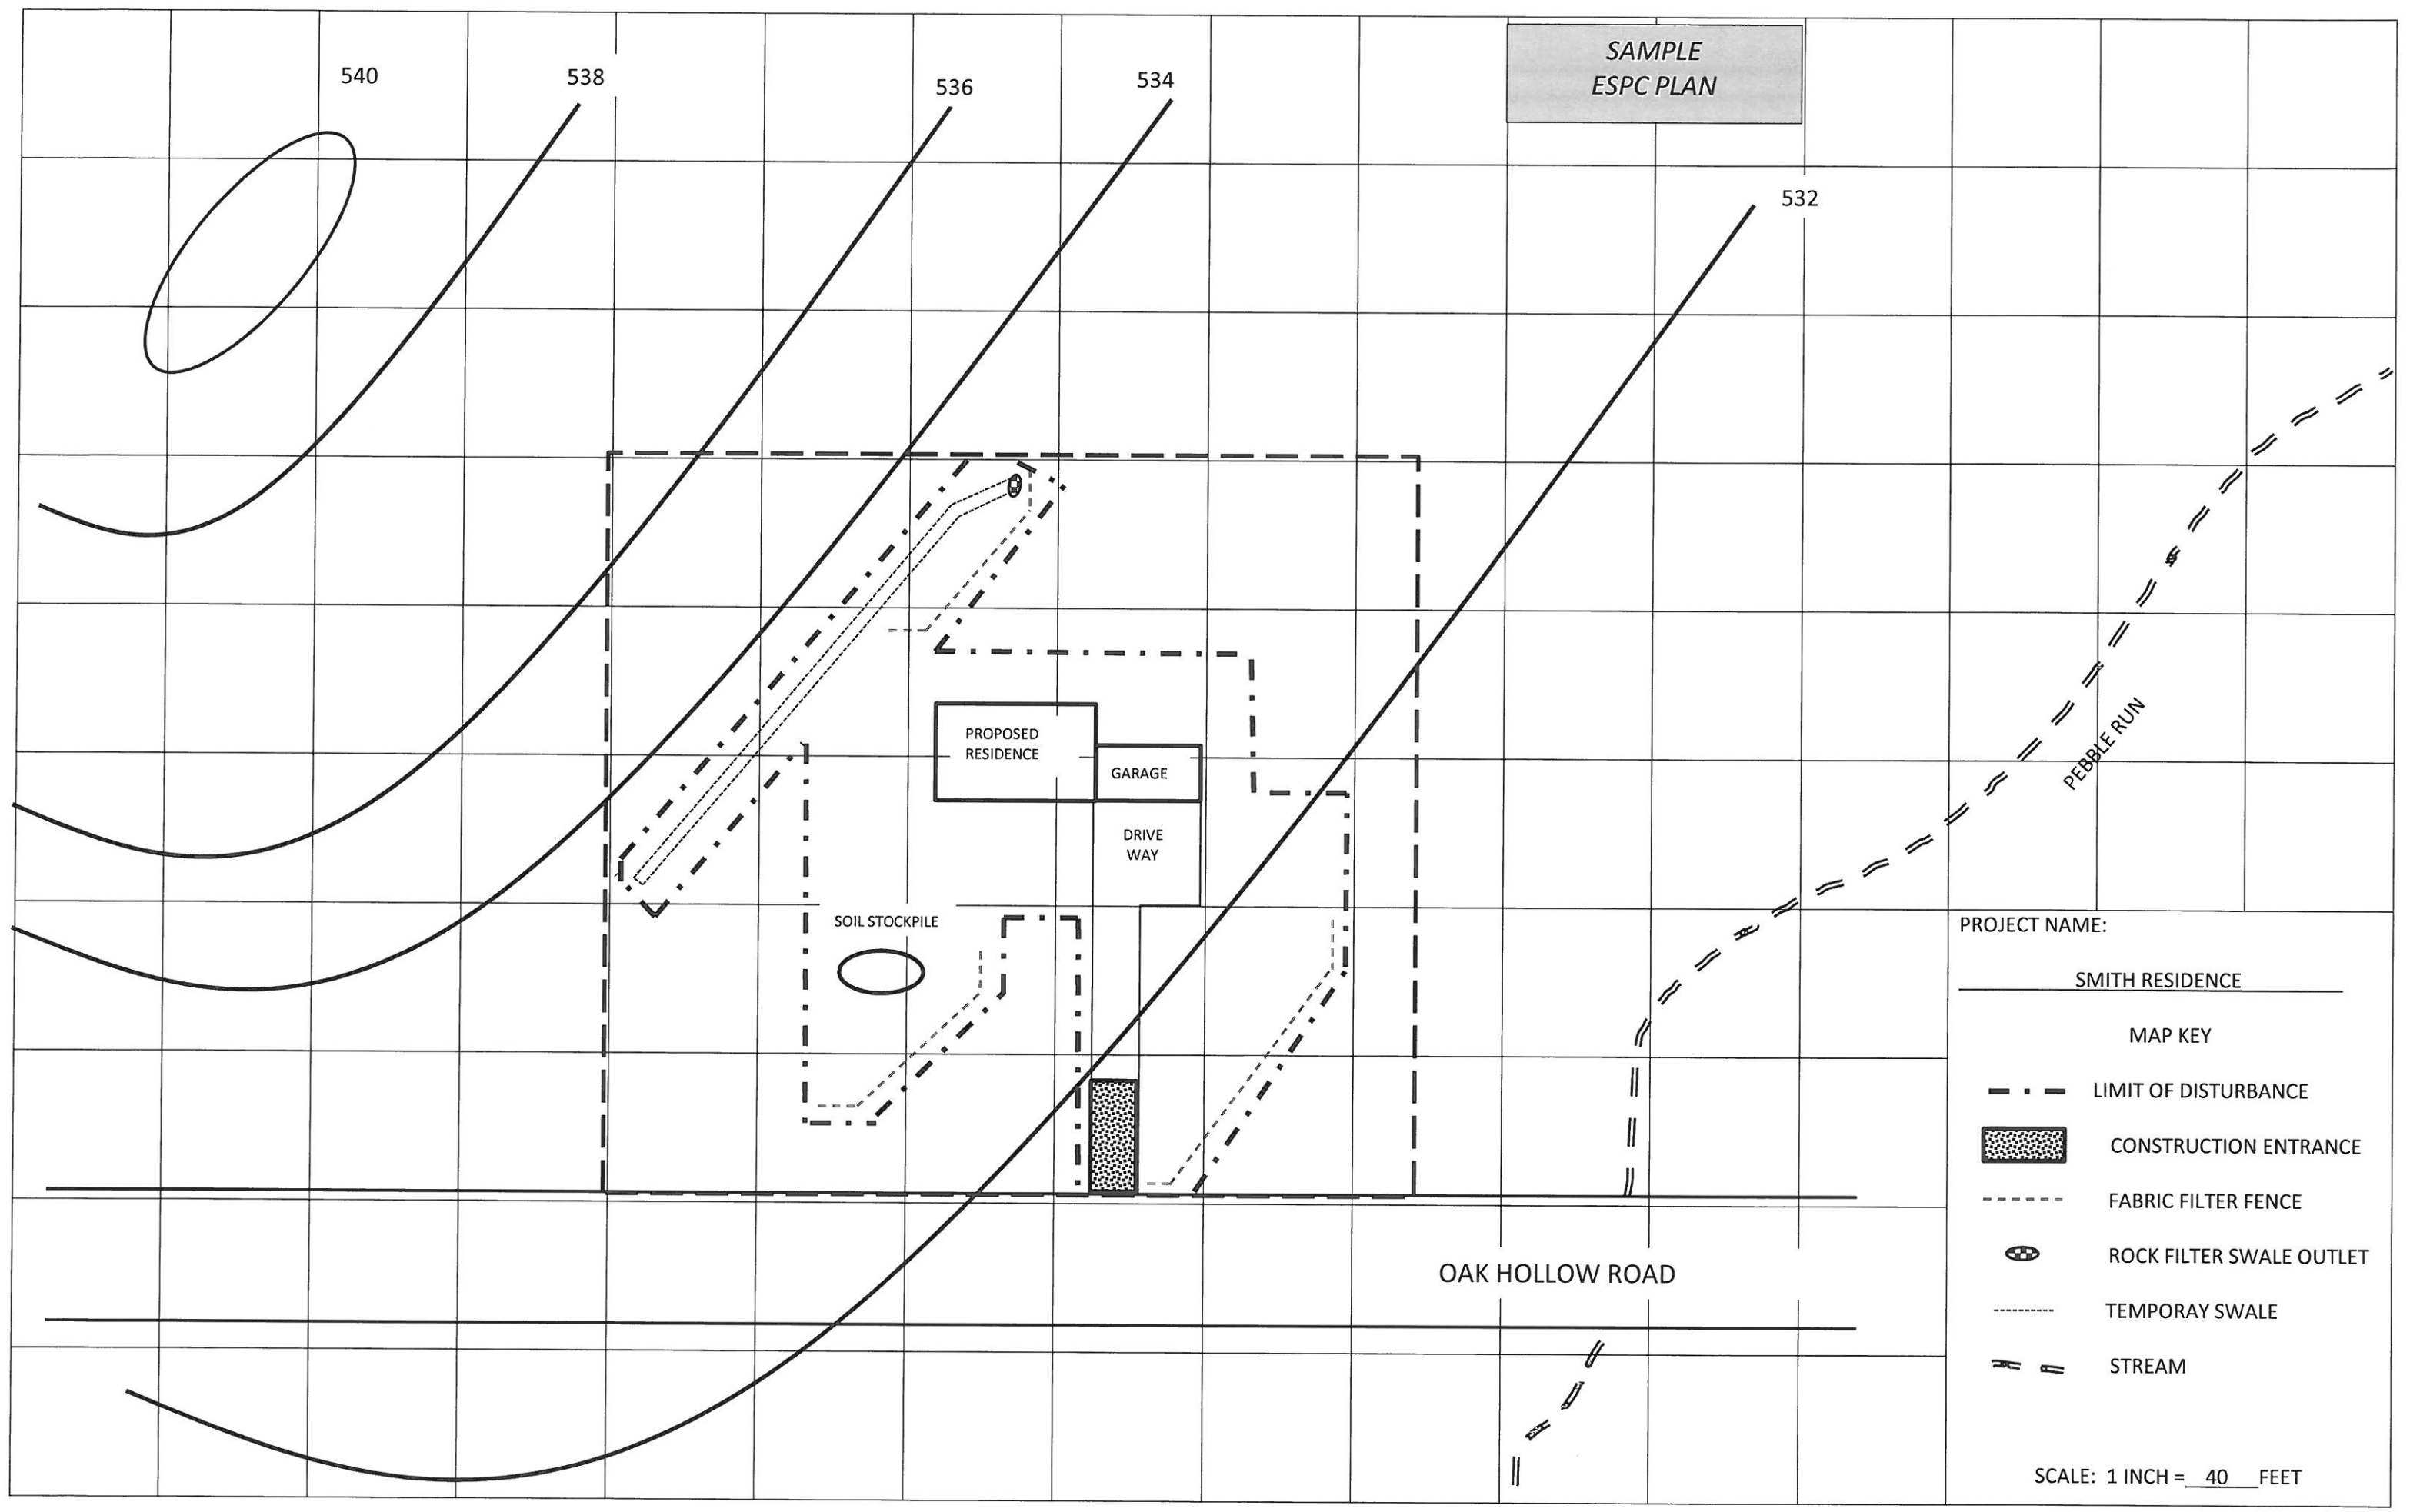 SAMPLE
ESPC PLAN
540
538
536
534
532
PROPOSED
RESIDENCE
GARAGE
DRIVE
WAY
SOIL STOCKPILE
PEBBLE RUN
OAK HOLLOW ROAD
PROJECT NAME:
SMITH RESIDENCE
MAP KEY
LIMIT OF DISTURBANCE
CONSTRUCTION ENTRANCE
FABRIC FILTER FENCE
ROCK FILTER SWALE OUTLET
TEMPORAY SWALE
STREAM
SCALE: 1 INCH = 40 FEET